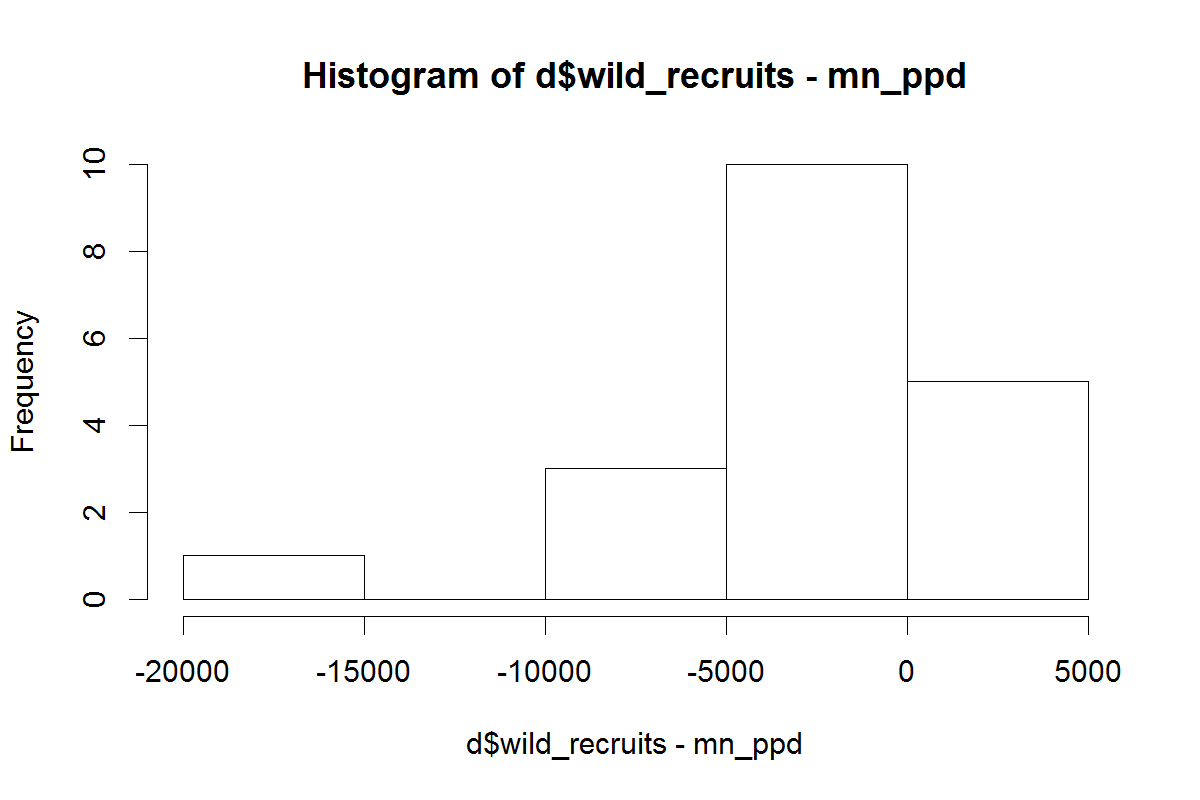 Histogram of d$wild_recruits - mn_ppd
Frequency
10
8
6
4
2
0
-20000 -15000 -10000 -5000 0 5000
d$wild_recruits - mn_ppd